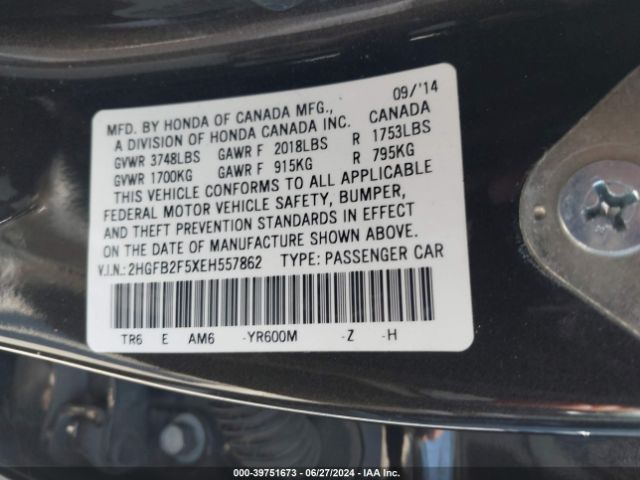 09/'14
MFD. BY HONDA OF CANADA MFG., CANADA
A DIVISION OF HONDA CANADA INC.
GVWR 3748LBS GAWR F 2018LBS R 1753LBS
GVWR 1700KG GAWR F 915KG R 795KG
THIS VEHICLE CONFORMS TO ALL APPLICABLE
FEDERAL MOTOR VEHICLE SAFETY, BUMPER,
AND THEFT PREVENTION STANDARDS IN EFFECT
ON THE DATE OF MANUFACTURE SHOWN ABOVE.
V.I.N.:2HGFB2F5XEH557862 TYPE: PASSENGER CAR
TR6 E AM6 -YR600M -Z -H
000-39751673 | 06/27/2024 | IAA Inc.